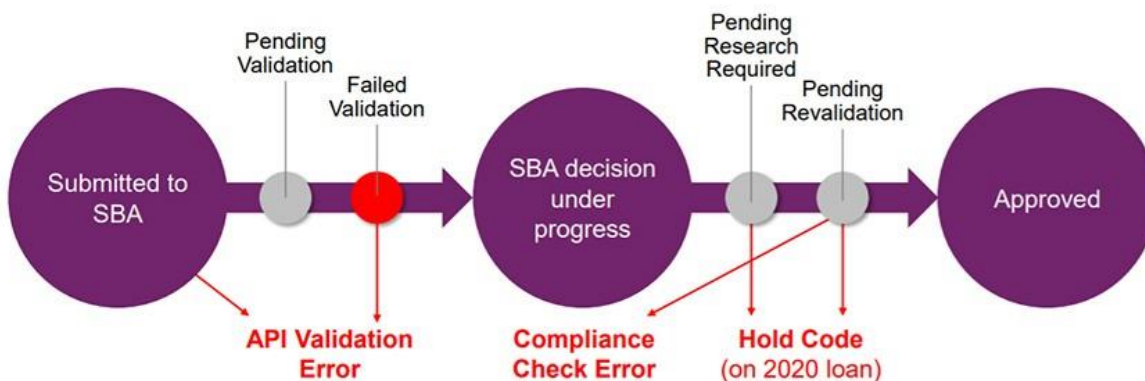 Pending
Validation
Failed
Validation
Pending
Research
Required
Pending
Revalidation
Submitted to
SBA
SBA decision
under
progress
Approved
API Validation
Error
Compliance
Check Error
Hold Code
(on 2020 loan)